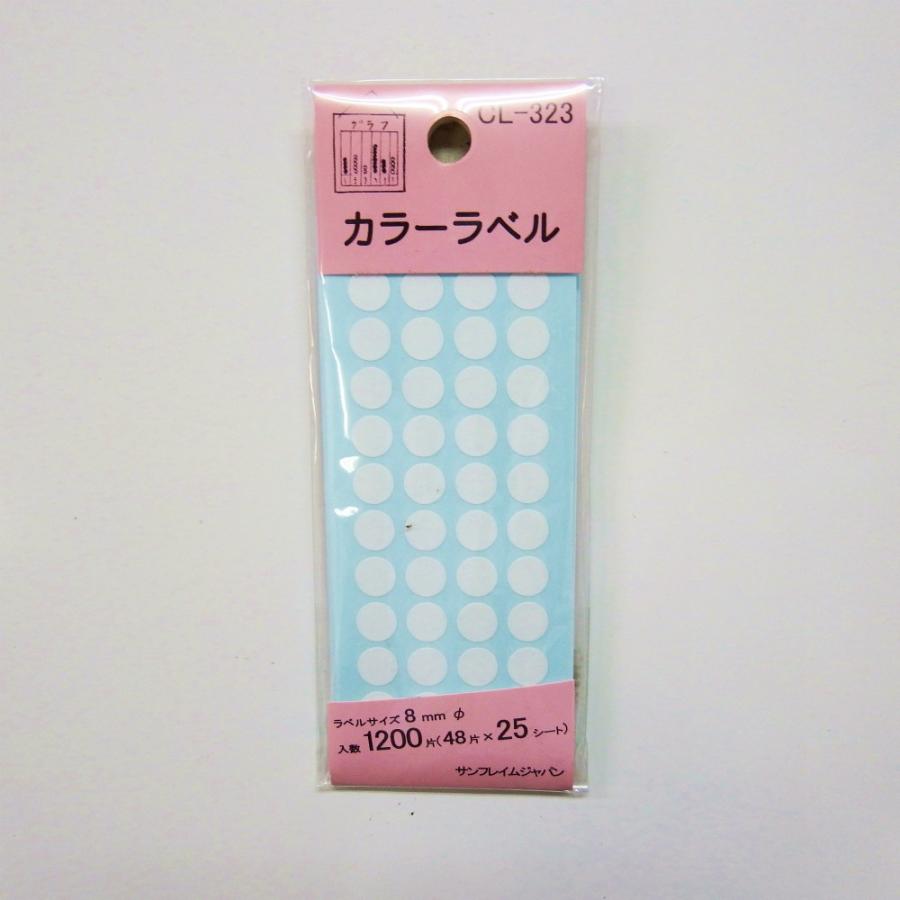 CL-323
グラフ
カラーラベル
ラベルサイズ 8 mm φ
入数 1200片(48片×25シート)
サンフレイムジャパン